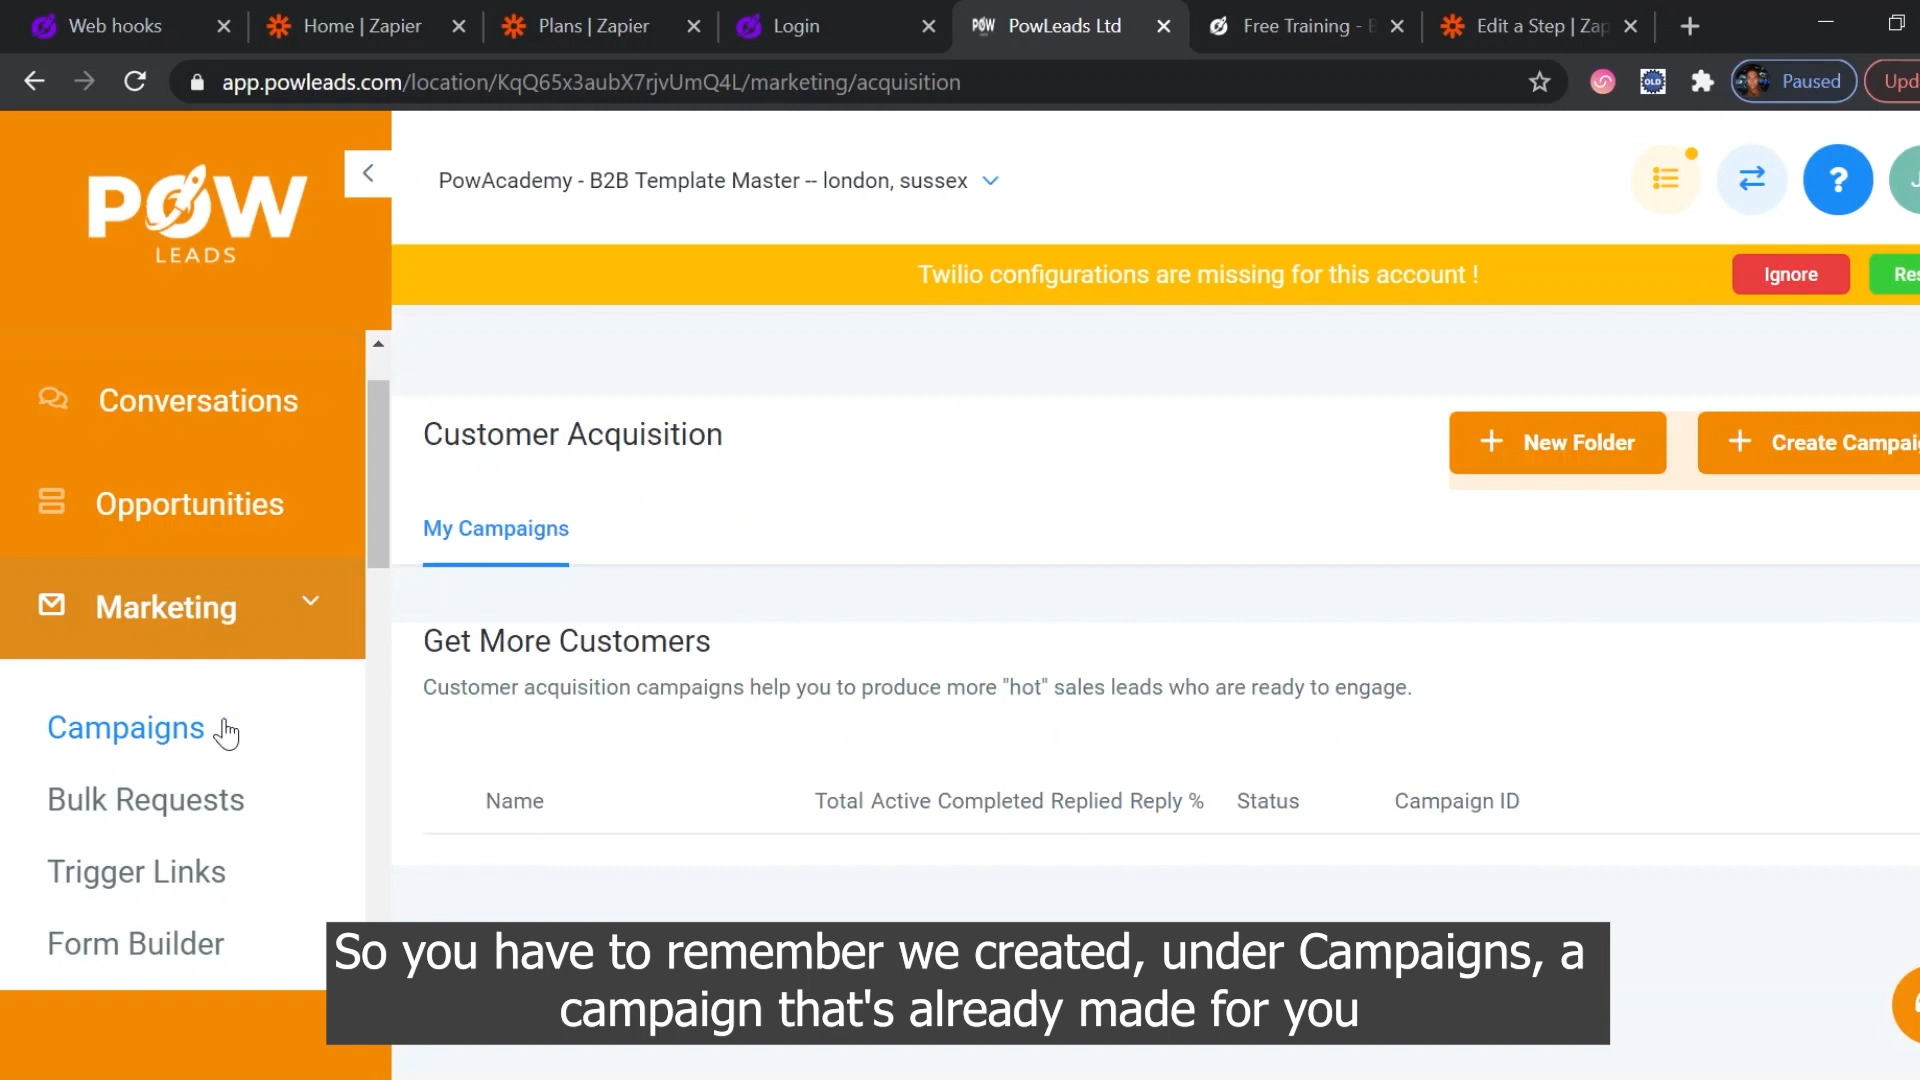 Web hooks
Home | Zapier
Plans | Zapier
Login
POW PowLeads Ltd
Free Training -
Edit a Step | Zap
app.powleads.com/location/KqQ65x3aubX7rjvUmQ4L/marketing/acquisition
OLD
Paused
Upd
POW
LEADS
PowAcademy - B2B Template Master -- london, sussex
?
J
Twilio configurations are missing for this account !
Ignore
Res
Conversations
Opportunities
Marketing
Campaigns
Bulk Requests
Trigger Links
Form Builder
Customer Acquisition
+ New Folder
+ Create Campaig
My Campaigns
Get More Customers
Customer acquisition campaigns help you to produce more "hot" sales leads who are ready to engage.
Name Total Active Completed Replied Reply % Status Campaign ID
So you have to remember we created, under Campaigns, a
campaign that's already made for you